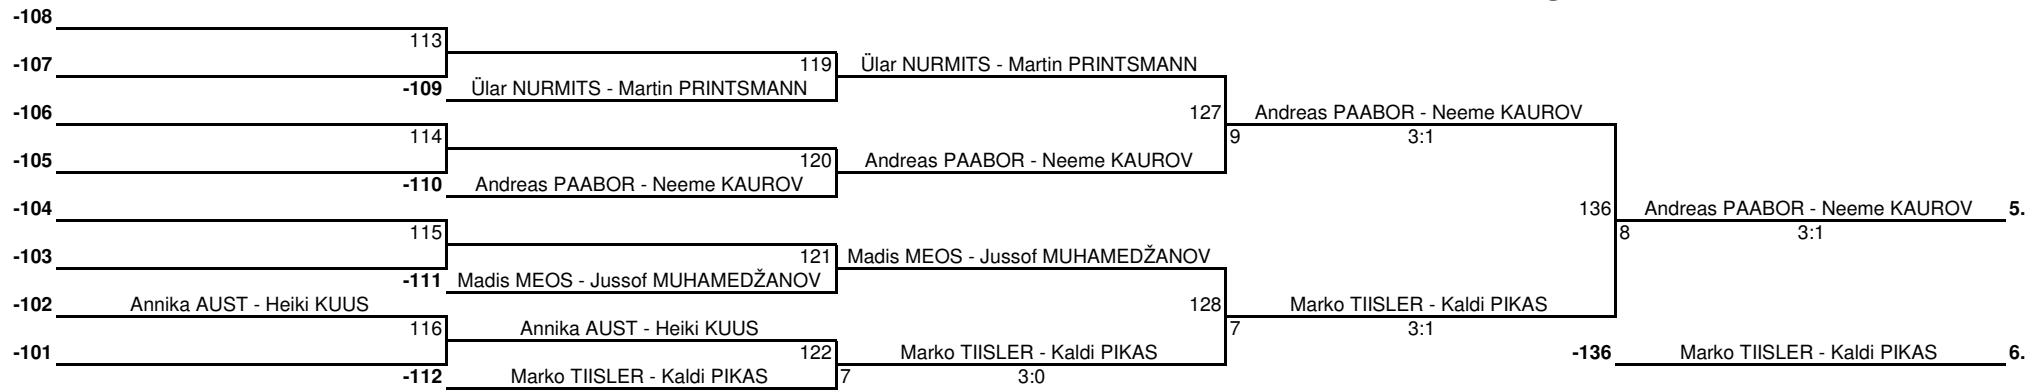 -108
113
-107
119 Ülar NURMITS - Martin PRINTSMANN
-109 Ülar NURMITS - Martin PRINTSMANN
-106
127 Andreas PAABOR - Neeme KAUROV
114
9 3:1
-105
120 Andreas PAABOR - Neeme KAUROV
-110 Andreas PAABOR - Neeme KAUROV
-104
136 Andreas PAABOR - Neeme KAUROV 5.
115
8 3:1
-103
121 Madis MEOS - Jussof MUHAMEDŽANOV
-111 Madis MEOS - Jussof MUHAMEDŽANOV
-102 Annika AUST - Heiki KUUS
128 Marko TIISLER - Kaldi PIKAS
116 Annika AUST - Heiki KUUS
7 3:1
-101
122 Marko TIISLER - Kaldi PIKAS
-136 Marko TIISLER - Kaldi PIKAS 6.
-112 Marko TIISLER - Kaldi PIKAS
7 3:0